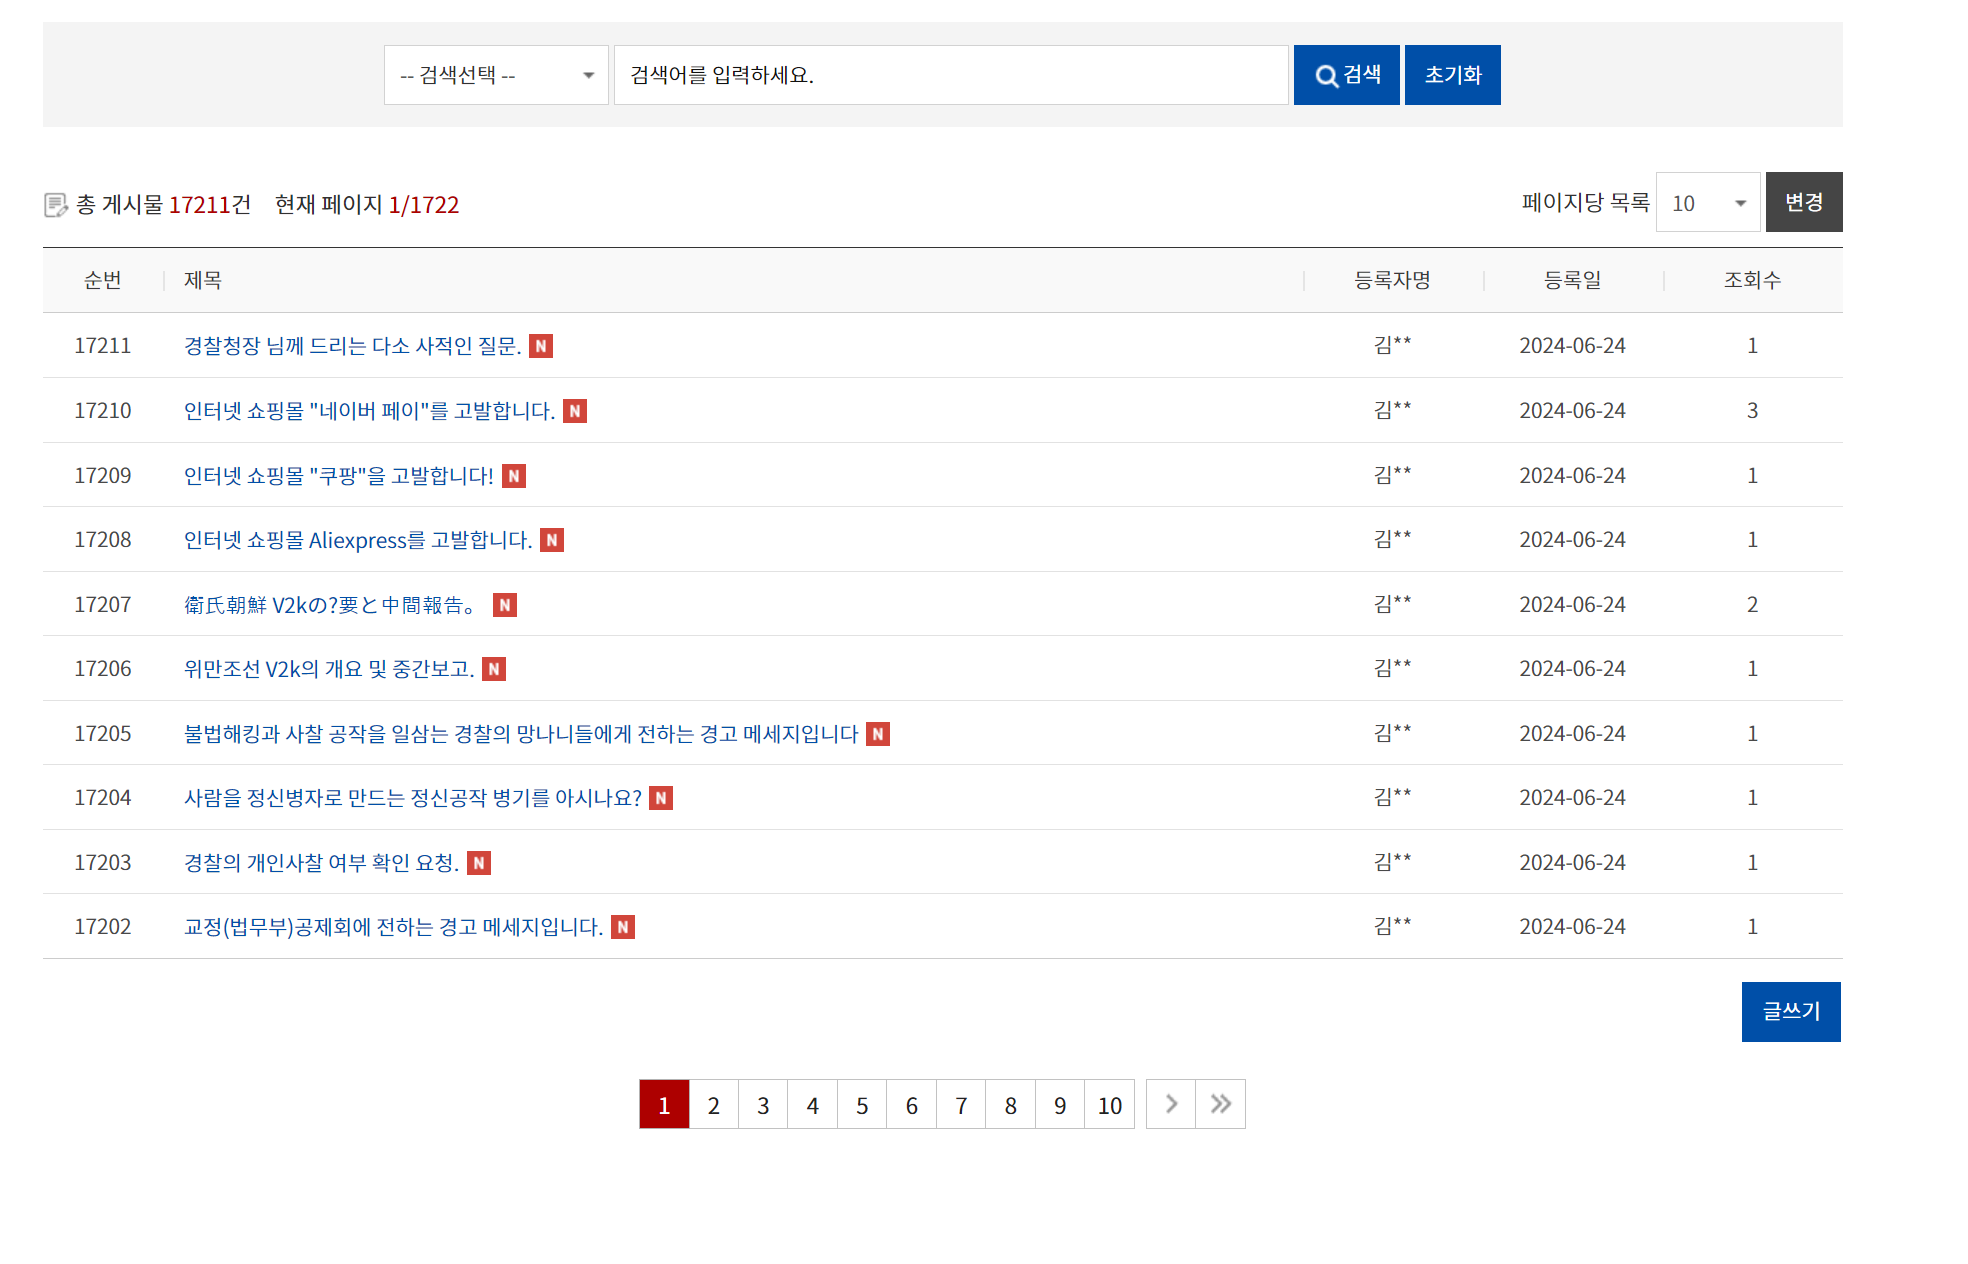 -- 검색선택 -- 검색어를 입력하세요. 검색 초기화
총 게시물 17211건 현재 페이지 1/1722 페이지당 목록 10 변경
순번 제목 등록자명 등록일 조회수
17211 경찰청장 님께 드리는 다소 사적인 질문. N 김** 2024-06-24 1
17210 인터넷 쇼핑몰 "네이버 페이"를 고발합니다. N 김** 2024-06-24 3
17209 인터넷 쇼핑몰 "쿠팡"을 고발합니다! N 김** 2024-06-24 1
17208 인터넷 쇼핑몰 Aliexpress를 고발합니다. N 김** 2024-06-24 1
17207 衛氏朝鮮 V2kの?要と中間報告。 N 김** 2024-06-24 2
17206 위만조선 V2k의 개요 및 중간보고. N 김** 2024-06-24 1
17205 불법해킹과 사찰 공작을 일삼는 경찰의 망나니들에게 전하는 경고 메세지입니다 N 김** 2024-06-24 1
17204 사람을 정신병자로 만드는 정신공작 병기를 아시나요? N 김** 2024-06-24 1
17203 경찰의 개인사찰 여부 확인 요청. N 김** 2024-06-24 1
17202 교정(법무부)공제회에 전하는 경고 메세지입니다. N 김** 2024-06-24 1
글쓰기
1 2 3 4 5 6 7 8 9 10